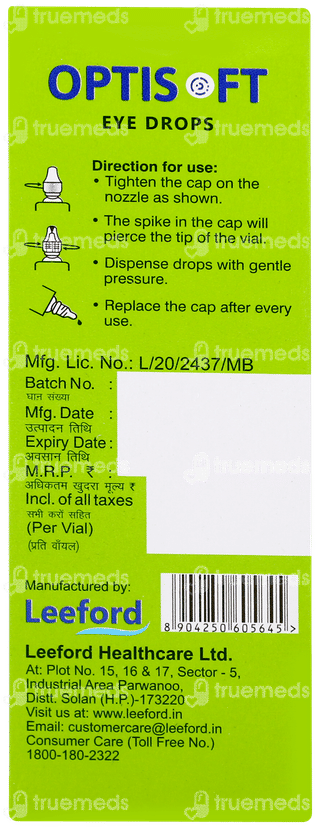 OPTISOFT
EYE DROPS
Direction for use:
• Tighten the cap on the
nozzle as shown.
• The spike in the cap will
pierce the tip of the vial.
• Dispense drops with gentle
pressure.
• Replace the cap after every
use.
Mfg. Lic. No.: L/20/2437/MB
Batch No. :
घान संख्या
Mfg. Date :
उत्पादन तिथि
Expiry Date :
अवसान तिथि
M.R.P. ₹ :
अधिकतम खुदरा मूल्य ₹
Incl. of all taxes
सभी करों सहित
(Per Vial)
(प्रति वॉयल)
Manufactured by:
Leeford
8 904250 605645 >
Leeford Healthcare Ltd.
At: Plot No. 15, 16 & 17, Sector - 5,
Industrial Area Parwanoo,
Distt. Solan (H.P.)-173220
Visit us at: www.leeford.in
Email: customercare@leeford.in
Consumer Care (Toll Free No.)
1800-180-2322
truemeds